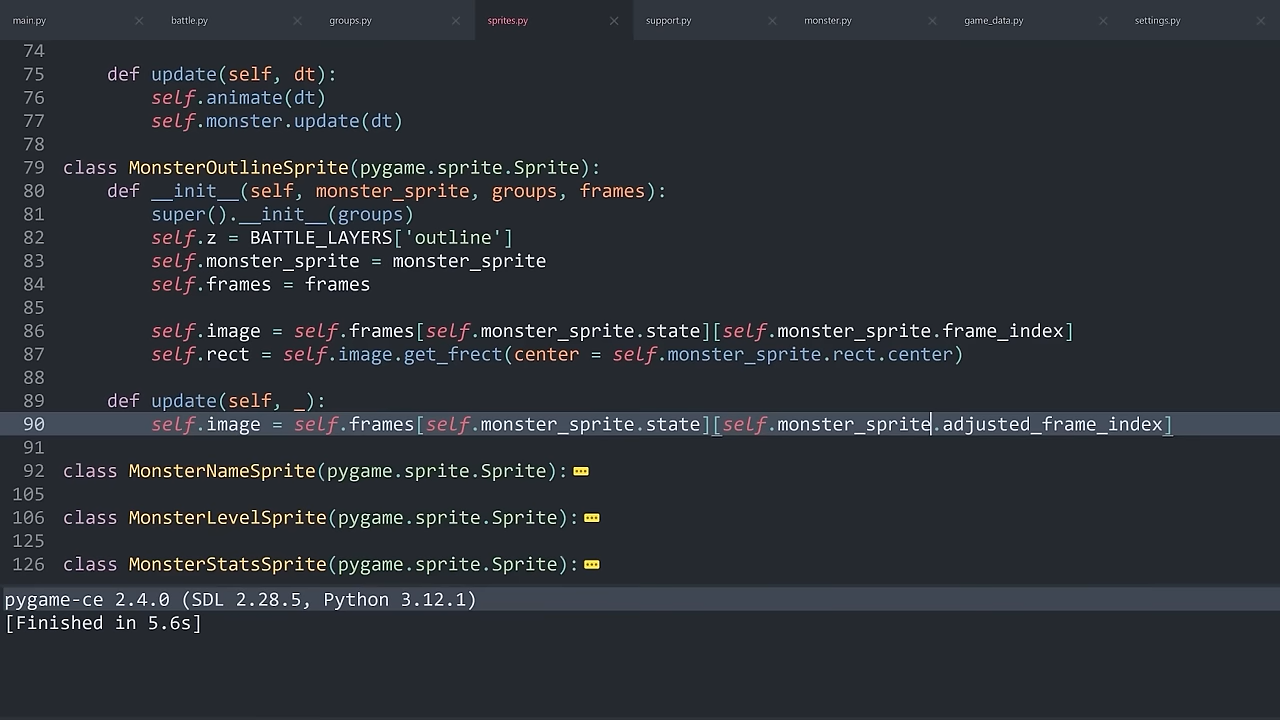 main.py battle.py groups.py sprites.py support.py monster.py game_data.py settings.py
74
75 def update(self, dt):
76 self.animate(dt)
77 self.monster.update(dt)
78
79 class MonsterOutlineSprite(pygame.sprite.Sprite):
80 def __init__(self, monster_sprite, groups, frames):
81 super().__init__(groups)
82 self.z = BATTLE_LAYERS['outline']
83 self.monster_sprite = monster_sprite
84 self.frames = frames
85
86 self.image = self.frames[self.monster_sprite.state][self.monster_sprite.frame_index]
87 self.rect = self.image.get_frect(center = self.monster_sprite.rect.center)
88
89 def update(self, _):
90 self.image = self.frames[self.monster_sprite.state][self.monster_sprite.adjusted_frame_index]
91
92 class MonsterNameSprite(pygame.sprite.Sprite):
105
106 class MonsterLevelSprite(pygame.sprite.Sprite):
125
126 class MonsterStatsSprite(pygame.sprite.Sprite):
pygame-ce 2.4.0 (SDL 2.28.5, Python 3.12.1)
[Finished in 5.6s]